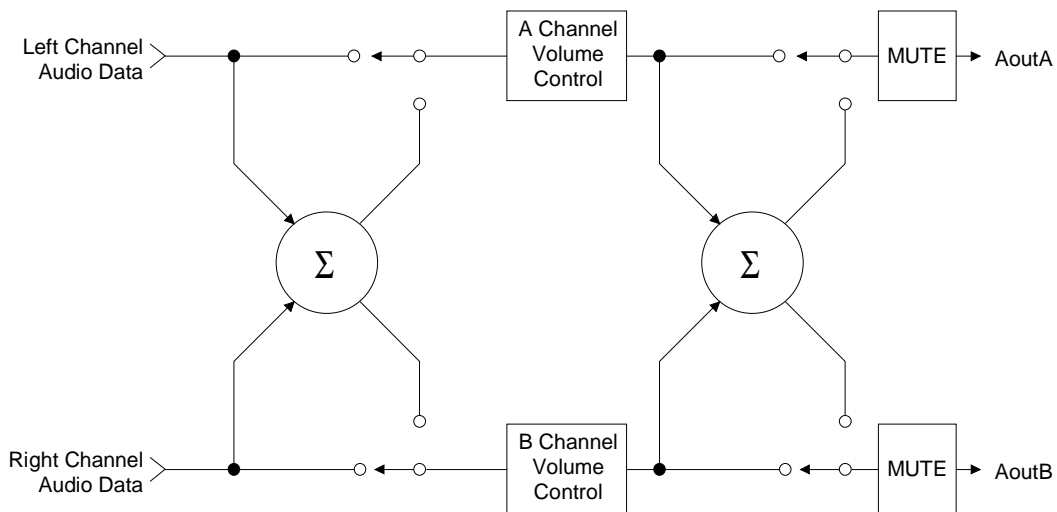 Left Channel
Audio Data
A Channel
Volume
Control
MUTE
AoutA
Σ
Σ
Right Channel
Audio Data
B Channel
Volume
Control
MUTE
AoutB